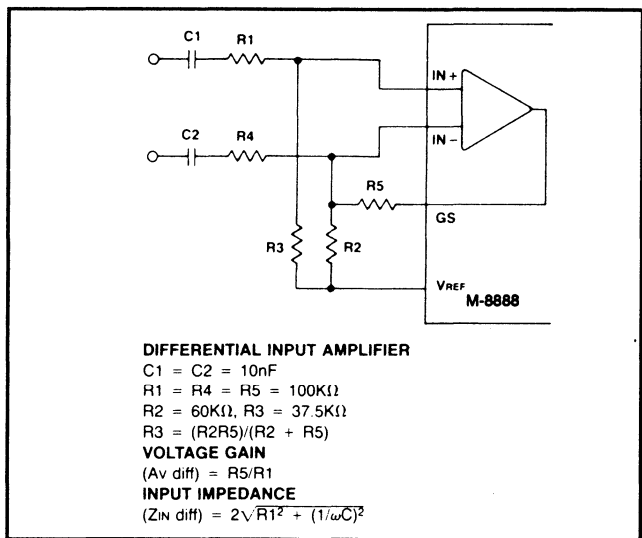 C1
R1
IN +
C2
R4
IN −
R5
GS
R3
R2
VREF
M-8888
DIFFERENTIAL INPUT AMPLIFIER
C1 = C2 = 10nF
R1 = R4 = R5 = 100KΩ
R2 = 60KΩ, R3 = 37.5KΩ
R3 = (R2R5)/(R2 + R5)
VOLTAGE GAIN
(Av diff) = R5/R1
INPUT IMPEDANCE
(ZIN diff) = 2√R1² + (1/ωC)²